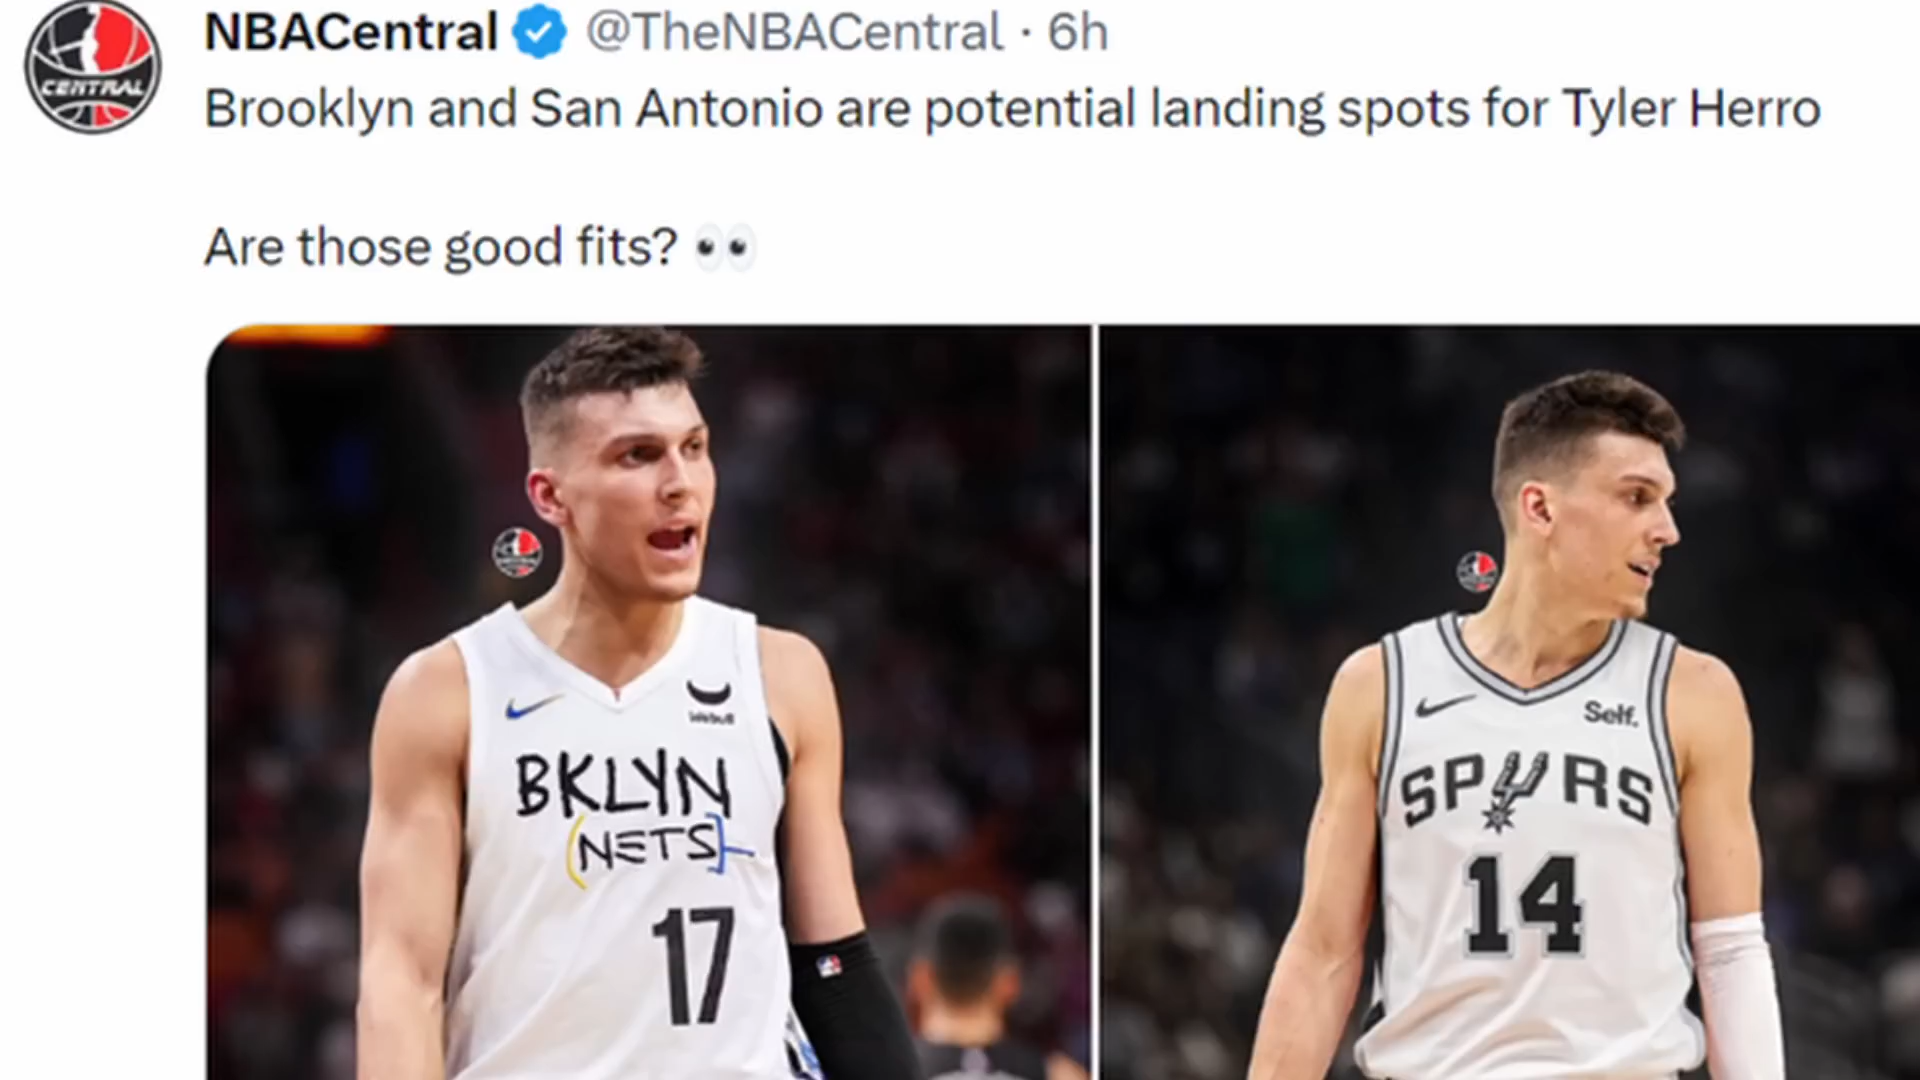 NBACentral @TheNBACentral · 6h
CENTRAL
Brooklyn and San Antonio are potential landing spots for Tyler Herro
Are those good fits? 👀
webull
BKLYN
(NETS)
17
Self.
SPURS
14